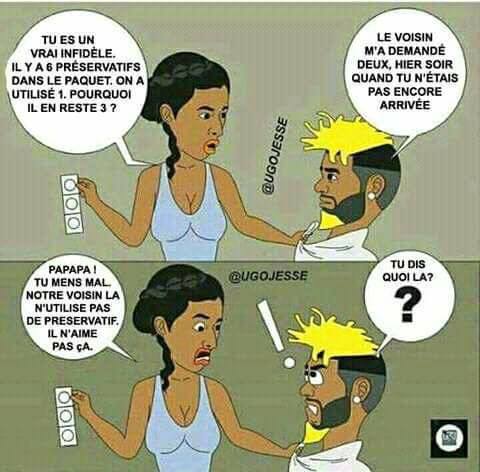 TU ES UN
VRAI INFIDÈLE.
IL Y A 6 PRÉSERVATIFS
DANS LE PAQUET. ON A
UTILISÉ 1. POURQUOI
IL EN RESTE 3 ?
LE VOISIN
M'A DEMANDÉ
DEUX, HIER SOIR
QUAND TU N'ÉTAIS
PAS ENCORE
ARRIVÉE
@UGOJESSE
PAPAPA !
TU MENS MAL.
NOTRE VOISIN LA
N'UTILISE PAS
DE PRESERVATIF.
IL N'AIME
PAS çA.
@UGOJESSE
!
TU DIS
QUOI LA?
?